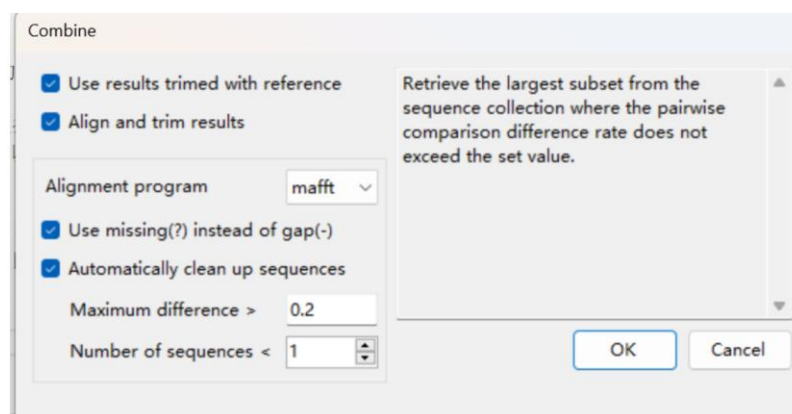 Combine
Use results trimed with reference
Align and trim results
Alignment program mafft
Use missing(?) instead of gap(-)
Automatically clean up sequences
Maximum difference > 0.2
Number of sequences < 1
Retrieve the largest subset from the
sequence collection where the pairwise
comparison difference rate does not
exceed the set value.
OK Cancel